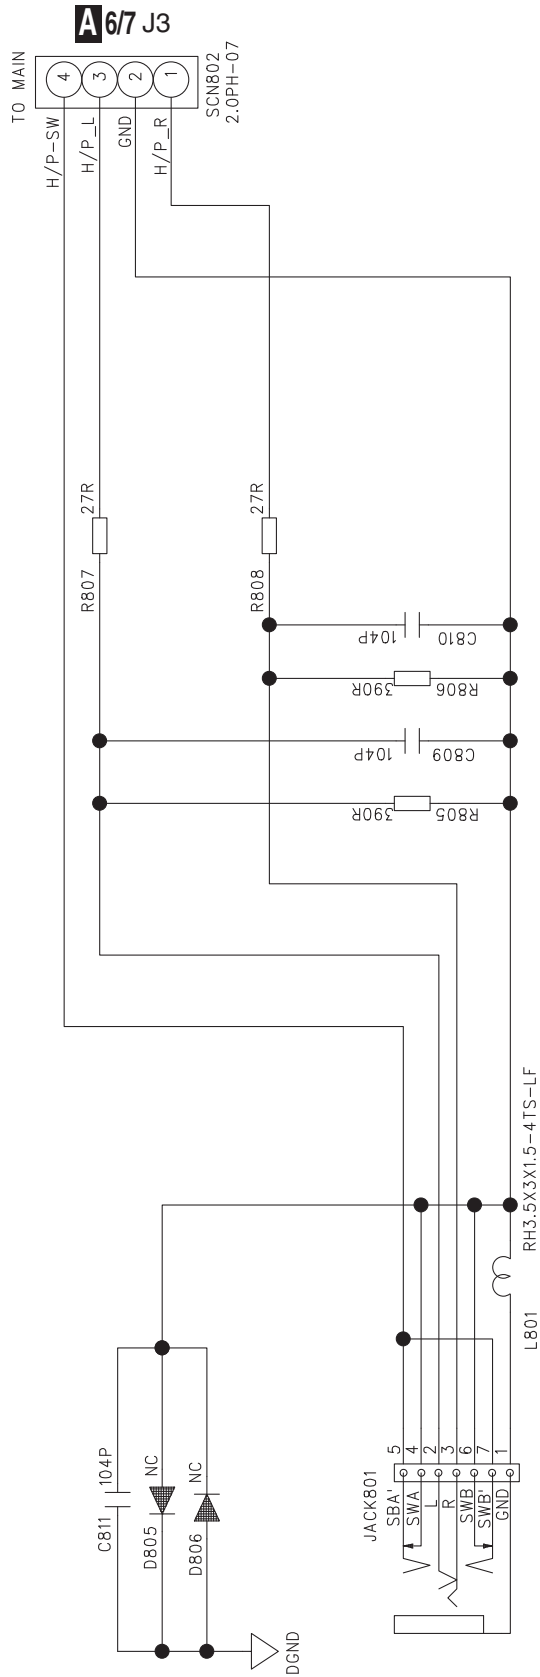 A 6/7 J3
TO MAIN
4
3
2
1
SCN802
2.0PH-07
H/P-SW
H/P_L
GND
H/P_R
R807 27R
R808 27R
104P C810
390R R806
104P C809
390R R805
RH3.5X3X1.5-4TS-LF
L801
C811 104P
D805 NC
D806 NC
DGND
JACK801
SBA' 5
SWA 4
L 2
R 3
SWB 6
SWB' 7
GND 1